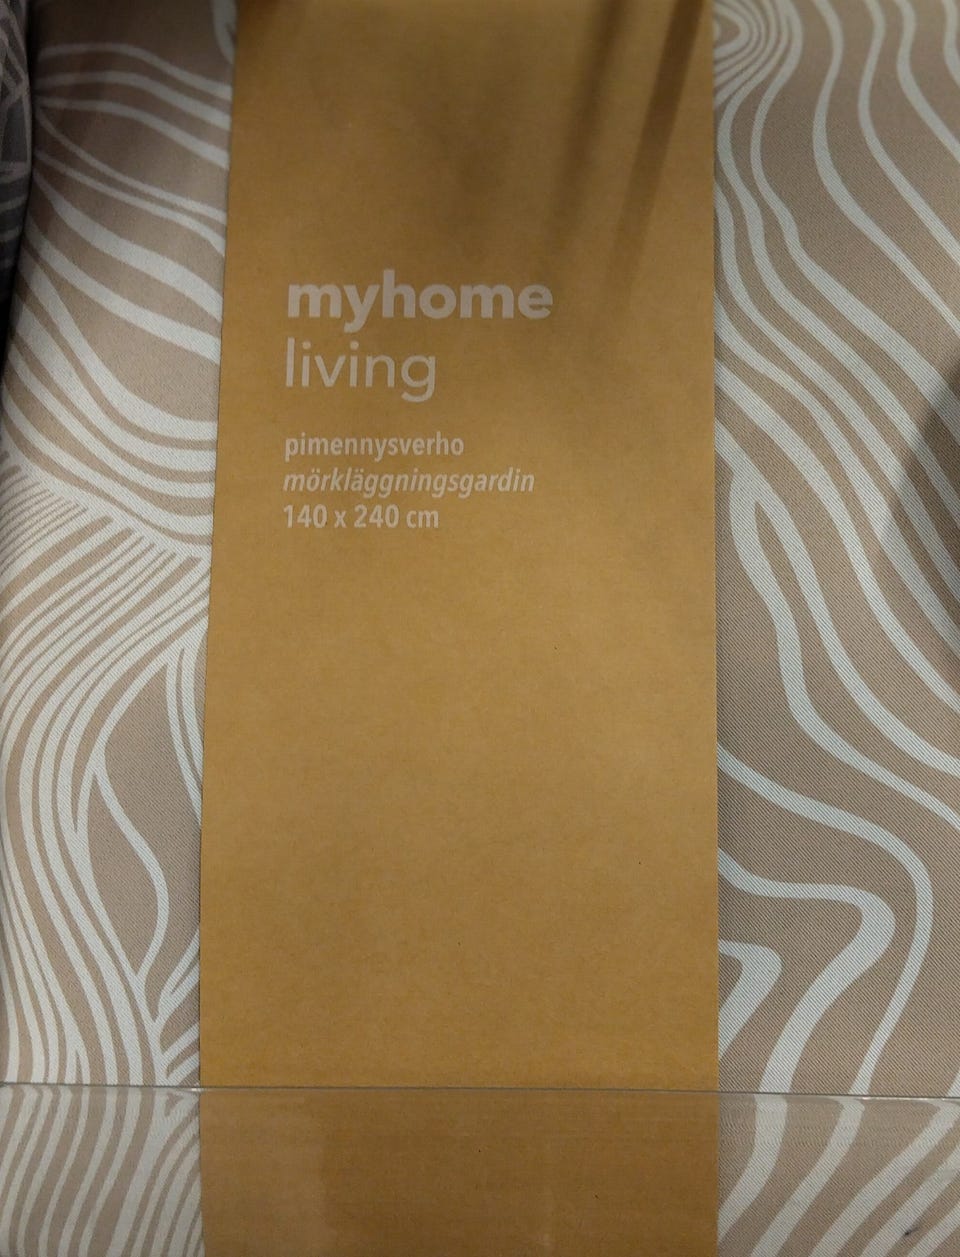 myhome
living
pimennysverho
mörkläggningsgardin
140 x 240 cm